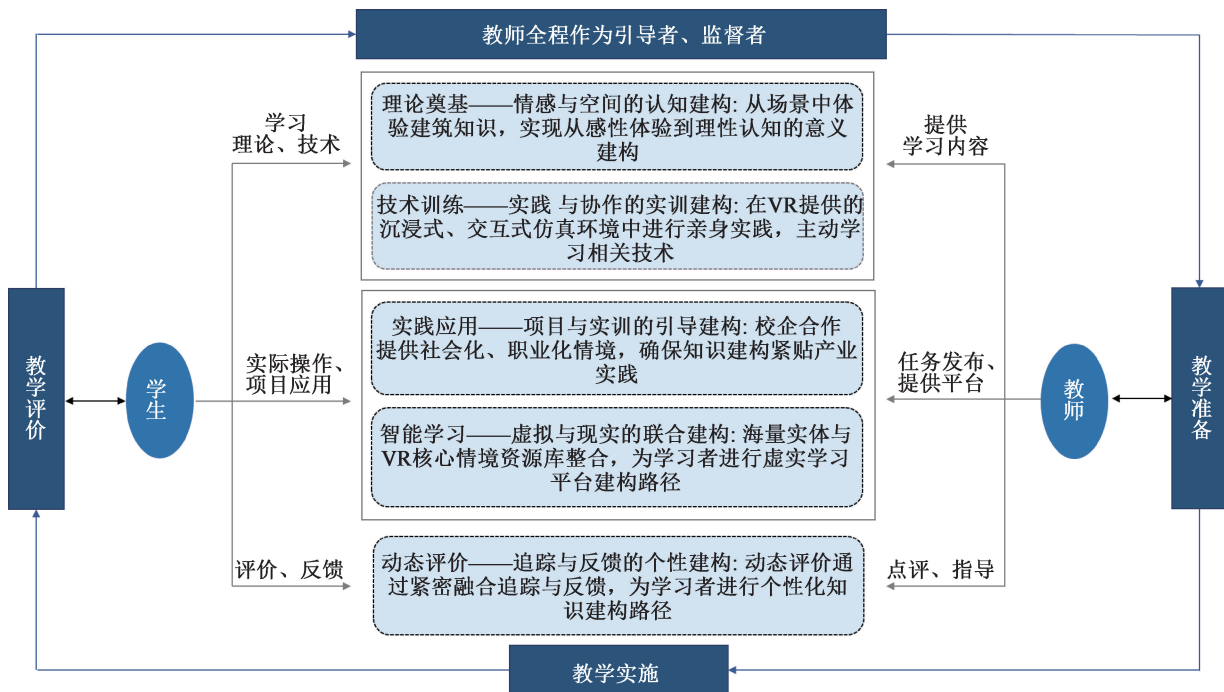 教师全程作为引导者、监督者
理论奠基——情感与空间的认知建构: 从场景中体
验建筑知识，实现从感性体验到理性认知的意义
建构
学习
理论、技术
提供
学习内容
技术训练——实践 与协作的实训建构: 在VR提供的
沉浸式、交互式仿真环境中进行亲身实践，主动学
习相关技术
教学评价
学生
实际操作、
项目应用
实践应用——项目与实训的引导建构: 校企合作
提供社会化、职业化情境，确保知识建构紧贴产业
实践
任务发布、
提供平台
教师
教学准备
智能学习——虚拟与现实的联合建构: 海量实体与
VR核心情境资源库整合，为学习者进行虚实学习
平台建构路径
评价、反馈
动态评价——追踪与反馈的个性建构: 动态评价通
过紧密融合追踪与反馈，为学习者进行个性化知
识建构路径
点评、指导
教学实施